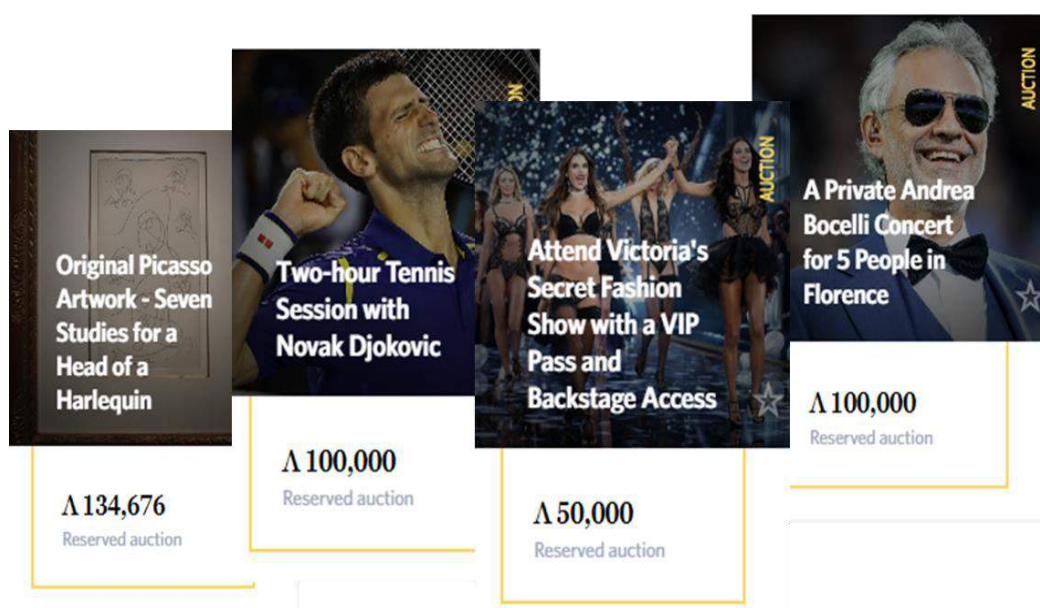 Original Picasso
Artwork - Seven
Studies for a
Head of a
Harlequin
Λ 134,676
Reserved auction
ON
Two-hour Tennis
Session with
Novak Djokovic
Λ 100,000
Reserved auction
AUCTION
Attend Victoria's
Secret Fashion
Show with a VIP
Pass and
Backstage Access
Λ 50,000
Reserved auction
AUCTION
A Private Andrea
Bocelli Concert
for 5 People in
Florence
Λ 100,000
Reserved auction